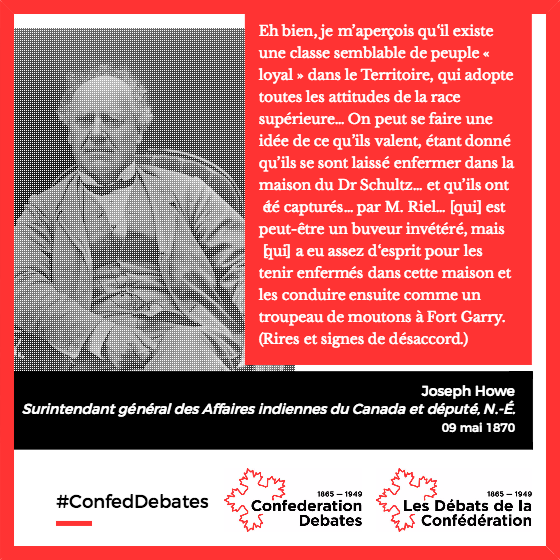 Eh bien, je m’aperçois qu‘il existe
une classe semblable de peuple «
loyal » dans le Territoire, qui adopte
toutes les attitudes de la race
supérieure... On peut se faire une
idée de ce qu’ils valent, étant donné
qu’ils se sont laissé enfermer dans la
maison du Dr Schultz... et qu’ils ont
été capturés... par M. Riel... [qui] est
peut-être un buveur invétéré, mais
[qui] a eu assez d‘esprit pour les
tenir enfermés dans cette maison et
les conduire ensuite comme un
troupeau de moutons à Fort Garry.
(Rires et signes de désaccord.)
Joseph Howe
Surintendant général des Affaires indiennes du Canada et député, N.-É.
09 mai 1870
#ConfedDebates
1865 — 1949
Confederation
Debates
1865 — 1949
Les Débats de la
Confédération